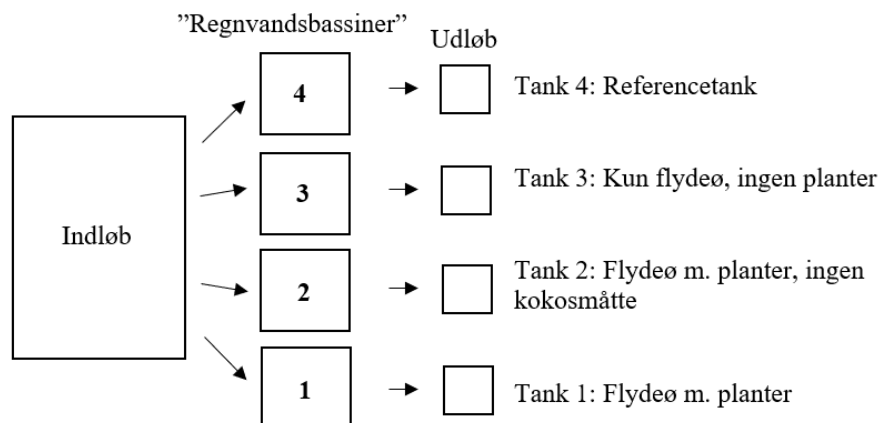 ”Regnvandsbassiner”
Udløb
4
Tank 4: Referencetank
3
Tank 3: Kun flydeø, ingen planter
Indløb
2
Tank 2: Flydeø m. planter, ingen
kokosmåtte
1
Tank 1: Flydeø m. planter